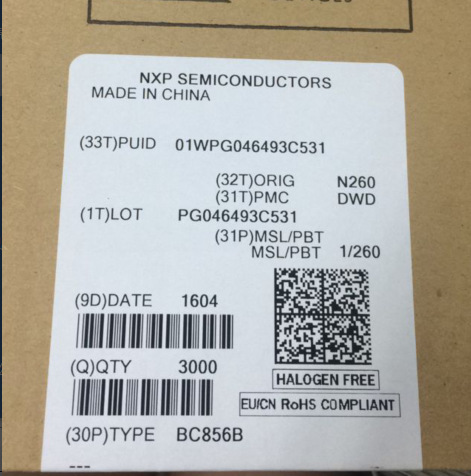 NXP SEMICONDUCTORS
MADE IN CHINA
(33T)PUID 01WPG046493C531
(32T)ORIG N260
(31T)PMC DWD
(1T)LOT PG046493C531
(31P)MSL/PBT
MSL/PBT 1/260
(9D)DATE 1604
(Q)QTY 3000
HALOGEN FREE
EU/CN RoHS COMPLIANT
(30P)TYPE BC856B
---